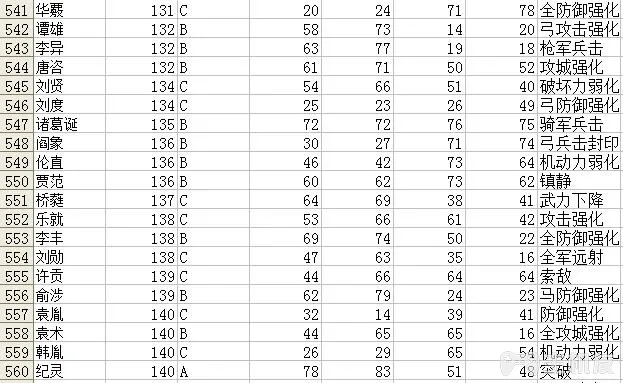 541 华覈 131 C 20 24 71 78 全防御强化
542 谭雄 132 B 58 73 14 20 弓攻击强化
543 李异 132 B 63 77 19 18 枪军兵击
544 唐咨 132 B 61 71 50 52 攻城强化
545 刘贤 134 C 54 66 51 40 破坏力弱化
546 刘度 134 C 25 23 26 49 弓防御强化
547 诸葛诞 135 B 72 72 76 75 骑军兵击
548 阎象 136 B 30 27 71 74 弓兵击封印
549 伦直 136 B 46 42 73 64 机动力弱化
550 贾范 136 B 60 62 73 62 镇静
551 桥蕤 137 C 64 69 38 41 武力下降
552 乐就 138 C 53 66 61 42 攻击强化
553 李丰 138 B 69 74 50 22 全防御强化
554 刘勋 138 C 47 63 35 16 全军远射
555 许贡 139 C 44 66 64 64 索敌
556 俞涉 139 B 62 79 24 23 马防御强化
557 袁胤 140 C 32 14 39 41 防御强化
558 袁术 140 B 44 65 65 16 全攻城强化
559 韩胤 140 C 26 29 65 54 机动力弱化
560 纪灵 140 A 78 83 51 48 突破